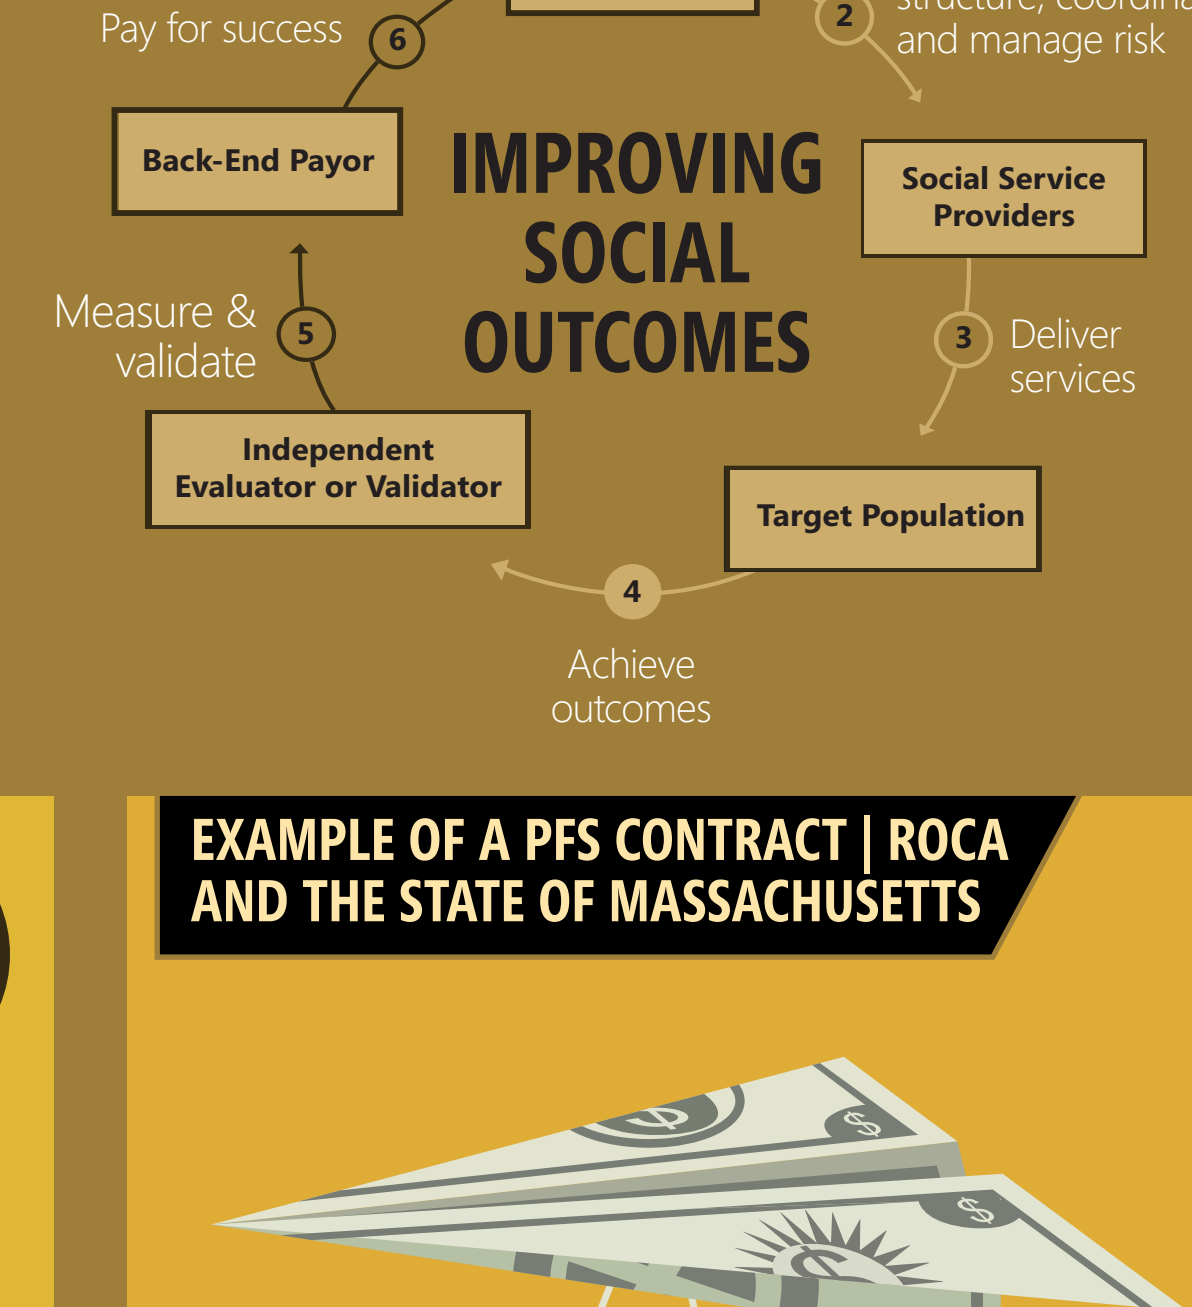 Pay for success
6
2
and manage risk
Back-End Payor
IMPROVING
SOCIAL
OUTCOMES
Social Service
Providers
Measure &
validate
5
3
Deliver
services
Independent
Evaluator or Validator
Target Population
4
Achieve
outcomes
EXAMPLE OF A PFS CONTRACT | ROCA
AND THE STATE OF MASSACHUSETTS
$
$
$
$